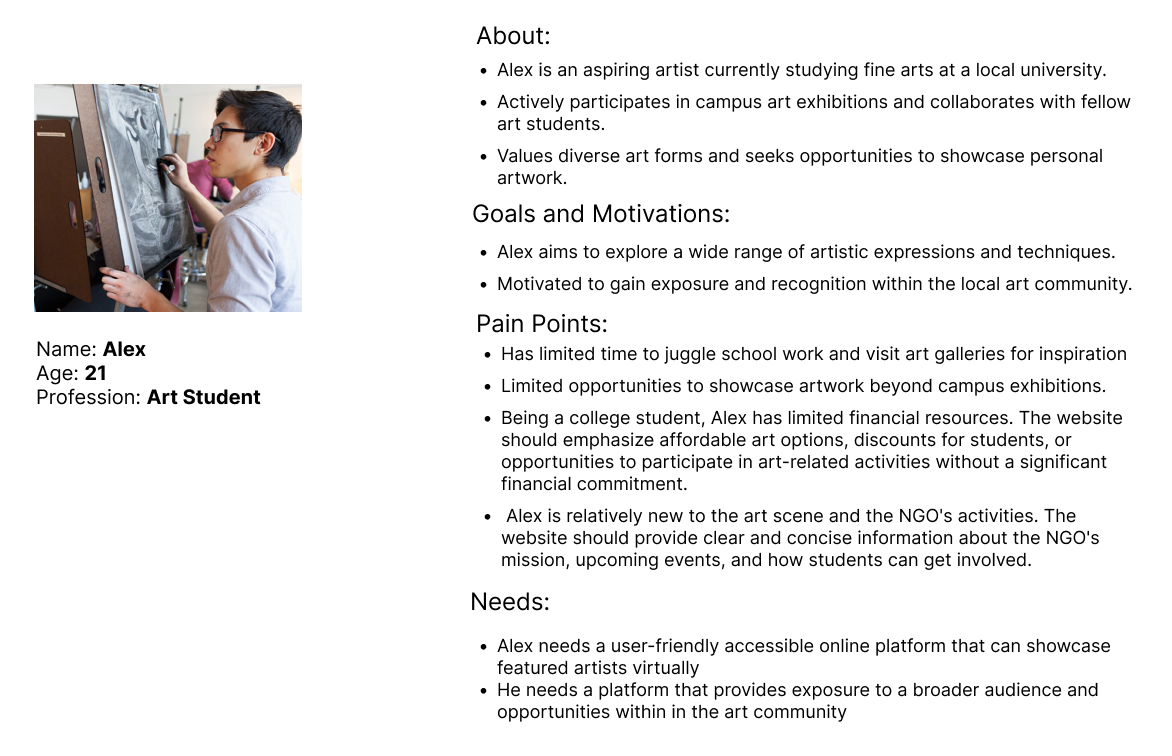 About:
• Alex is an aspiring artist currently studying fine arts at a local university.
• Actively participates in campus art exhibitions and collaborates with fellow
art students.
• Values diverse art forms and seeks opportunities to showcase personal
artwork.
Goals and Motivations:
• Alex aims to explore a wide range of artistic expressions and techniques.
• Motivated to gain exposure and recognition within the local art community.
Pain Points:
• Has limited time to juggle school work and visit art galleries for inspiration
• Limited opportunities to showcase artwork beyond campus exhibitions.
• Being a college student, Alex has limited financial resources. The website
should emphasize affordable art options, discounts for students, or
opportunities to participate in art-related activities without a significant
financial commitment.
• Alex is relatively new to the art scene and the NGO's activities. The
website should provide clear and concise information about the NGO's
mission, upcoming events, and how students can get involved.
Needs:
• Alex needs a user-friendly accessible online platform that can showcase
featured artists virtually
• He needs a platform that provides exposure to a broader audience and
opportunities within in the art community
Name: Alex
Age: 21
Profession: Art Student